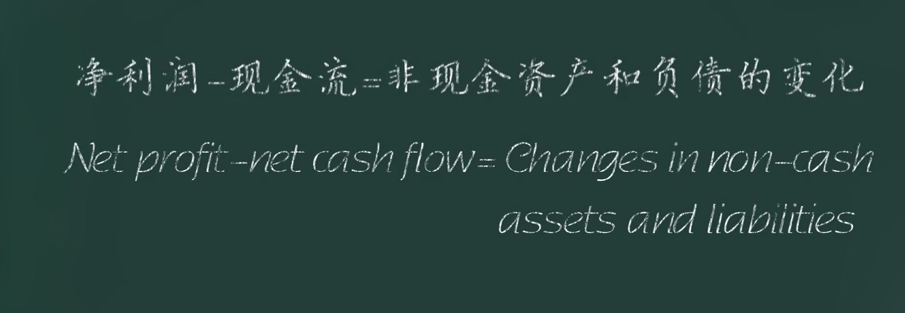 净利润-现金流=非现金资产和负债的变化
Net profit-net cash flow= Changes in non-cash
assets and liabilities